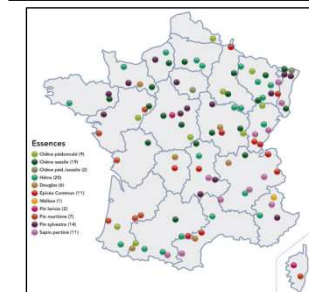 Essences
Chêne pédonculé (9)
Chêne sessile (19)
Chêne péd./sessile (2)
Hêtre (20)
Douglas (6)
Epicéa Commun (11)
Mélèze (1)
Pin laricio (2)
Pin maritime (7)
Pin sylvestre (14)
Sapin pectiné (11)